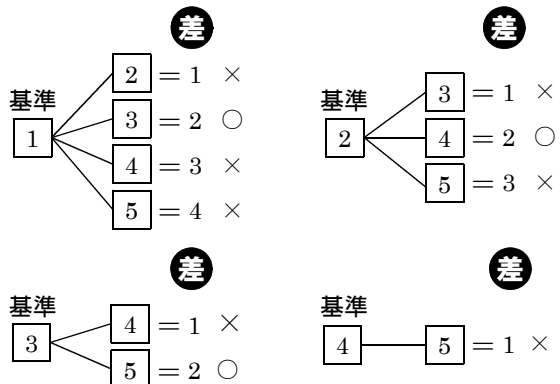 差
2 = 1 ×
基準
3 = 2 ○
1
4 = 3 ×
5 = 4 ×
差
基準
3 = 1 ×
2
4 = 2 ○
5 = 3 ×
差
基準
4 = 1 ×
3
5 = 2 ○
差
基準
4
5 = 1 ×